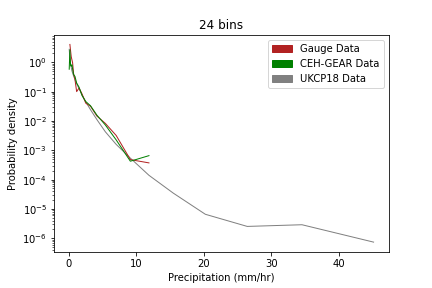 24 bins
Gauge Data
CEH-GEAR Data
UKCP18 Data
Probability density
10⁰
10⁻¹
10⁻²
10⁻³
10⁻⁴
10⁻⁵
10⁻⁶
0 10 20 30 40
Precipitation (mm/hr)